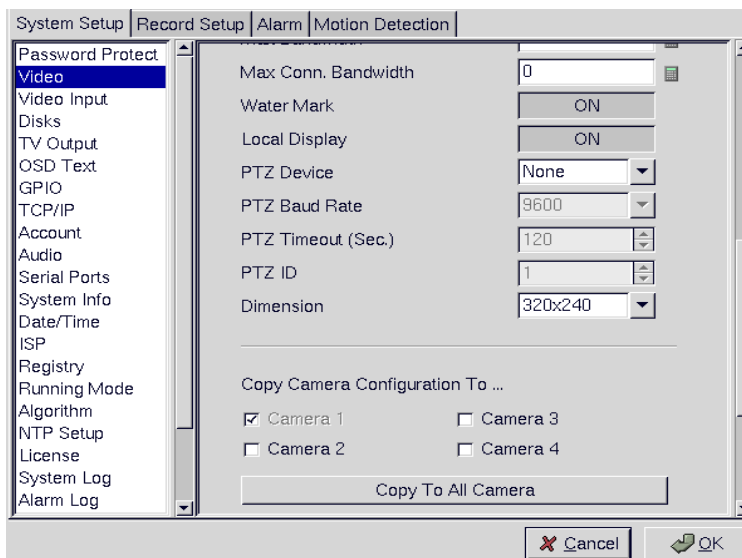 System Setup Record Setup Alarm Motion Detection
Password Protect
Video
Video Input
Disks
TV Output
OSD Text
GPIO
TCP/IP
Account
Audio
Serial Ports
System Info
Date/Time
ISP
Registry
Running Mode
Algorithm
NTP Setup
License
System Log
Alarm Log
Max Conn. Bandwidth 0
Water Mark ON
Local Display ON
PTZ Device None
PTZ Baud Rate 9600
PTZ Timeout (Sec.) 120
PTZ ID 1
Dimension 320x240
Copy Camera Configuration To ...
Camera 1 Camera 3
Camera 2 Camera 4
Copy To All Camera
Cancel OK